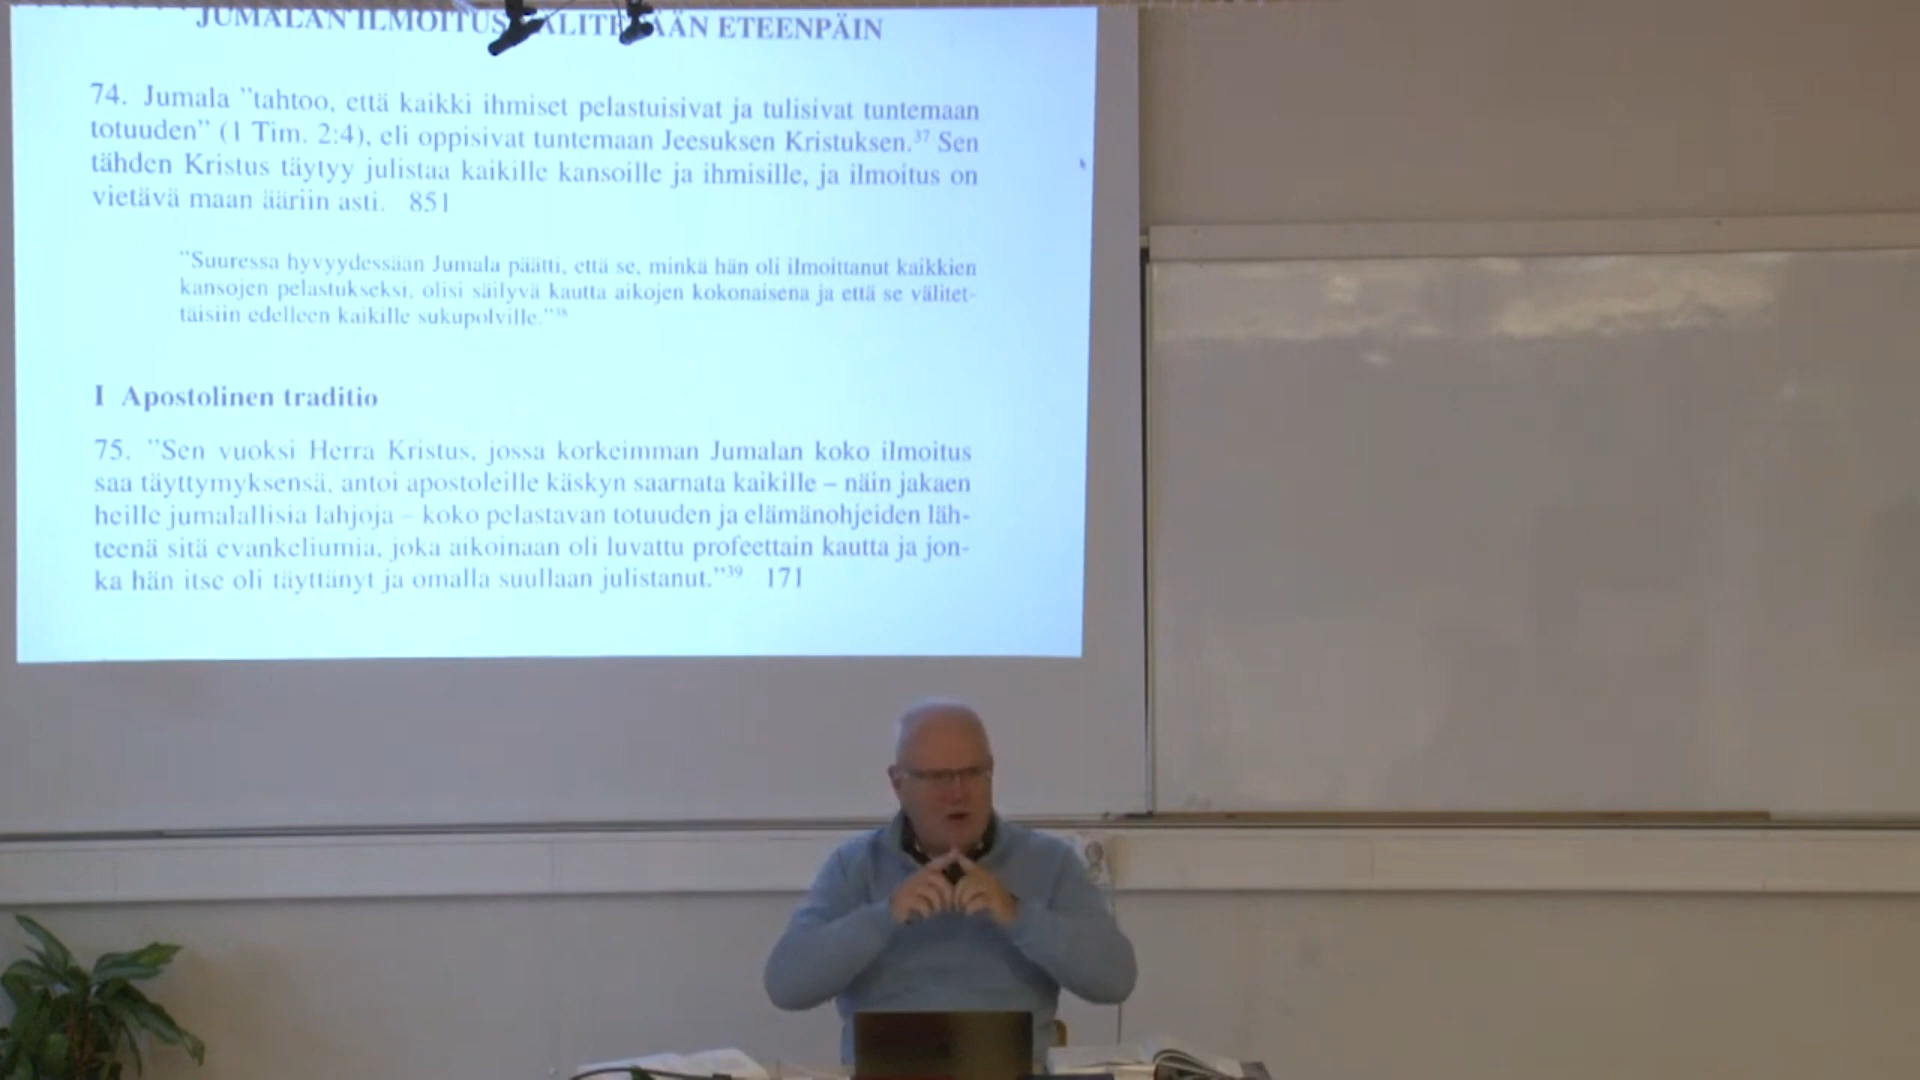 JUMALAN ILMOITUS VÄLITETÄÄN ETEENPÄIN
74. Jumala ”tahtoo, että kaikki ihmiset pelastuisivat ja tulisivat tuntemaan
totuuden” (1 Tim. 2:4), eli oppisivat tuntemaan Jeesuksen Kristuksen.³⁷ Sen
tähden Kristus täytyy julistaa kaikille kansoille ja ihmisille, ja ilmoitus on
vietävä maan ääriin asti. 851
”Suuressa hyvyydessään Jumala päätti, että se, minkä hän oli ilmoittanut kaikkien
kansojen pelastukseksi, olisi säilyvä kautta aikojen kokonaisena ja että se välitet-
täisiin edelleen kaikille sukupolville.”³⁸
I Apostolinen traditio
75. ”Sen vuoksi Herra Kristus, jossa korkeimman Jumalan koko ilmoitus
saa täyttymyksensä, antoi apostoleille käskyn saarnata kaikille – näin jakaen
heille jumalallisia lahjoja – koko pelastavan totuuden ja elämänohjeiden läh-
teenä sitä evankeliumia, joka aikoinaan oli luvattu profeettain kautta ja jon-
ka hän itse oli täyttänyt ja omalla suullaan julistanut.”³⁹ 171